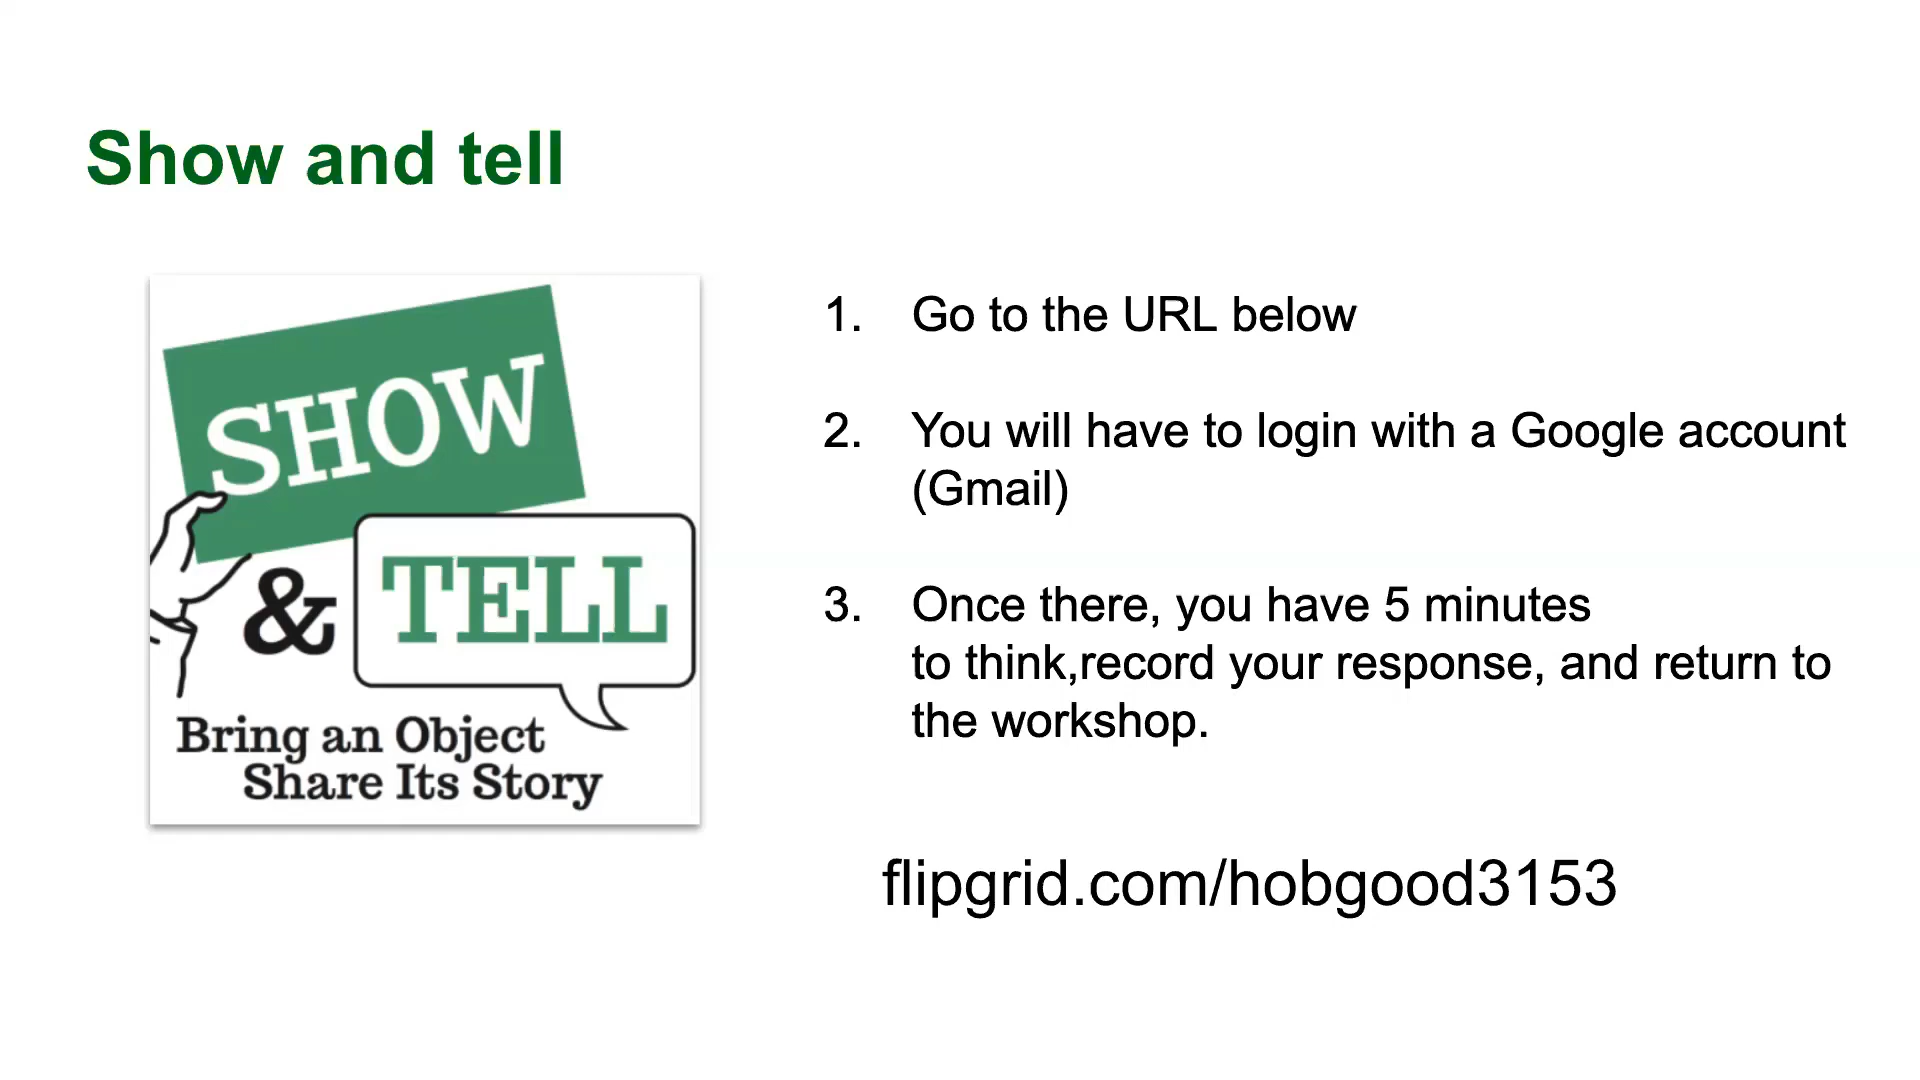 Show and tell
SHOW
& TELL
Bring an Object
Share Its Story
1. Go to the URL below
2. You will have to login with a Google account
(Gmail)
3. Once there, you have 5 minutes
to think,record your response, and return to
the workshop.
flipgrid.com/hobgood3153